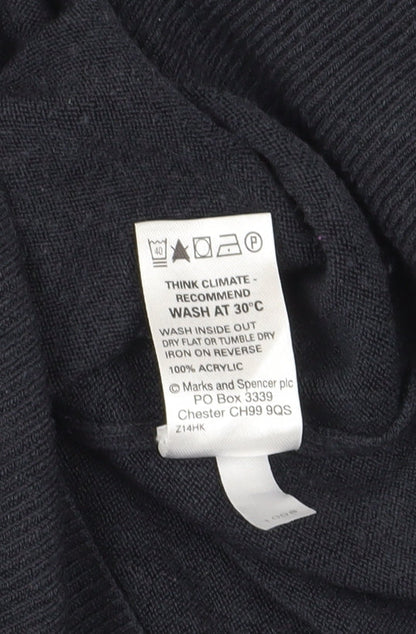 40 P
THINK CLIMATE -
RECOMMEND
WASH AT 30°C
WASH INSIDE OUT
DRY FLAT OR TUMBLE DRY
IRON ON REVERSE
100% ACRYLIC
© Marks and Spencer plc
PO Box 3339
Chester CH99 9QS
Z14HK